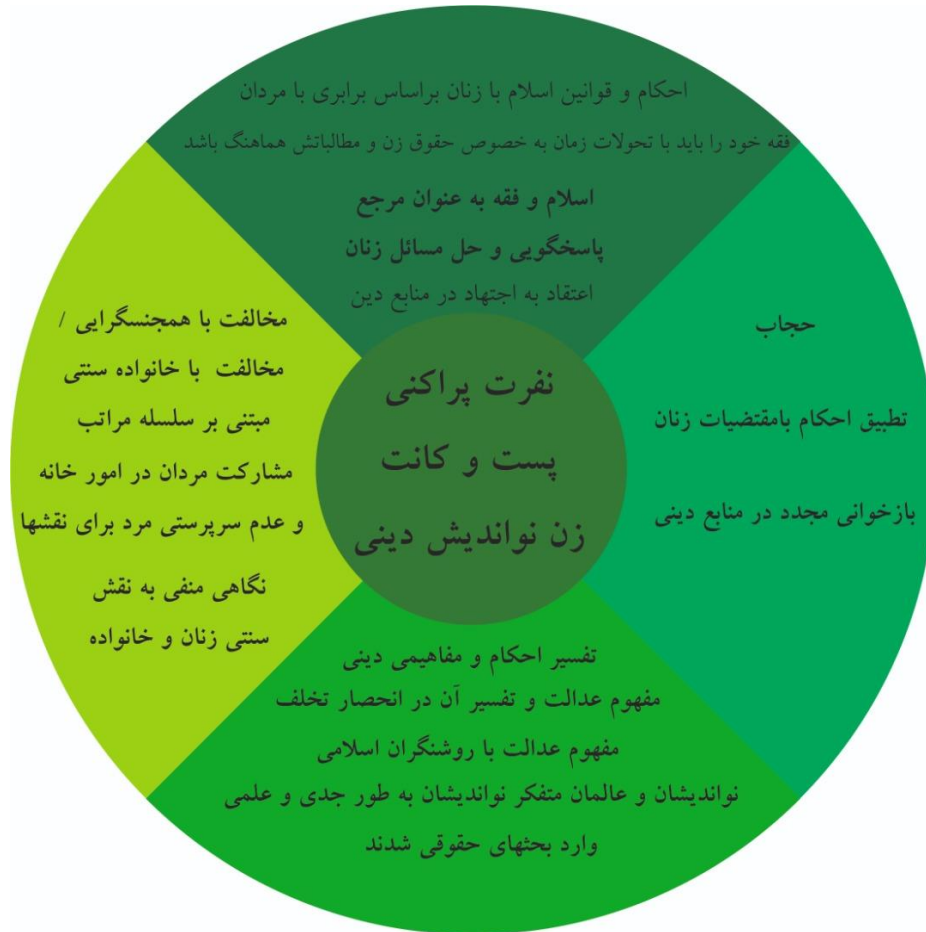 احکام و قوانین اسلام با زنان براساس برابری با مردان
فقه خود را باید با تحولات زمان به خصوص حقوق زن و مطالباتش هماهنگ باشد
اسلام و فقه به عنوان مرجع
پاسخگویی و حل مسائل زنان
اعتقاد به اجتهاد در منابع دین
حجاب
تطبیق احکام بامقتضیات زنان
بازخوانی مجدد در منابع دینی
نفرت پراکنی
پست و کانت
زن نواندیش دینی
مخالفت با همجنسگرایی /
مخالفت با خانواده سنتی
مبتنی بر سلسله مراتب
مشارکت مردان در امور خانه
و عدم سرپرستی مرد برای نقشها
نگاهی منفی به نقش
سنتی زنان و خانواده
تفسیر احکام و مفاهیمی دینی
مفهوم عدالت و تفسیر آن در انحصار تخلف
مفهوم عدالت با روشنگران اسلامی
نواندیشان و عالمان متفکر نواندیشان به طور جدی و علمی
وارد بحثهای حقوقی شدند